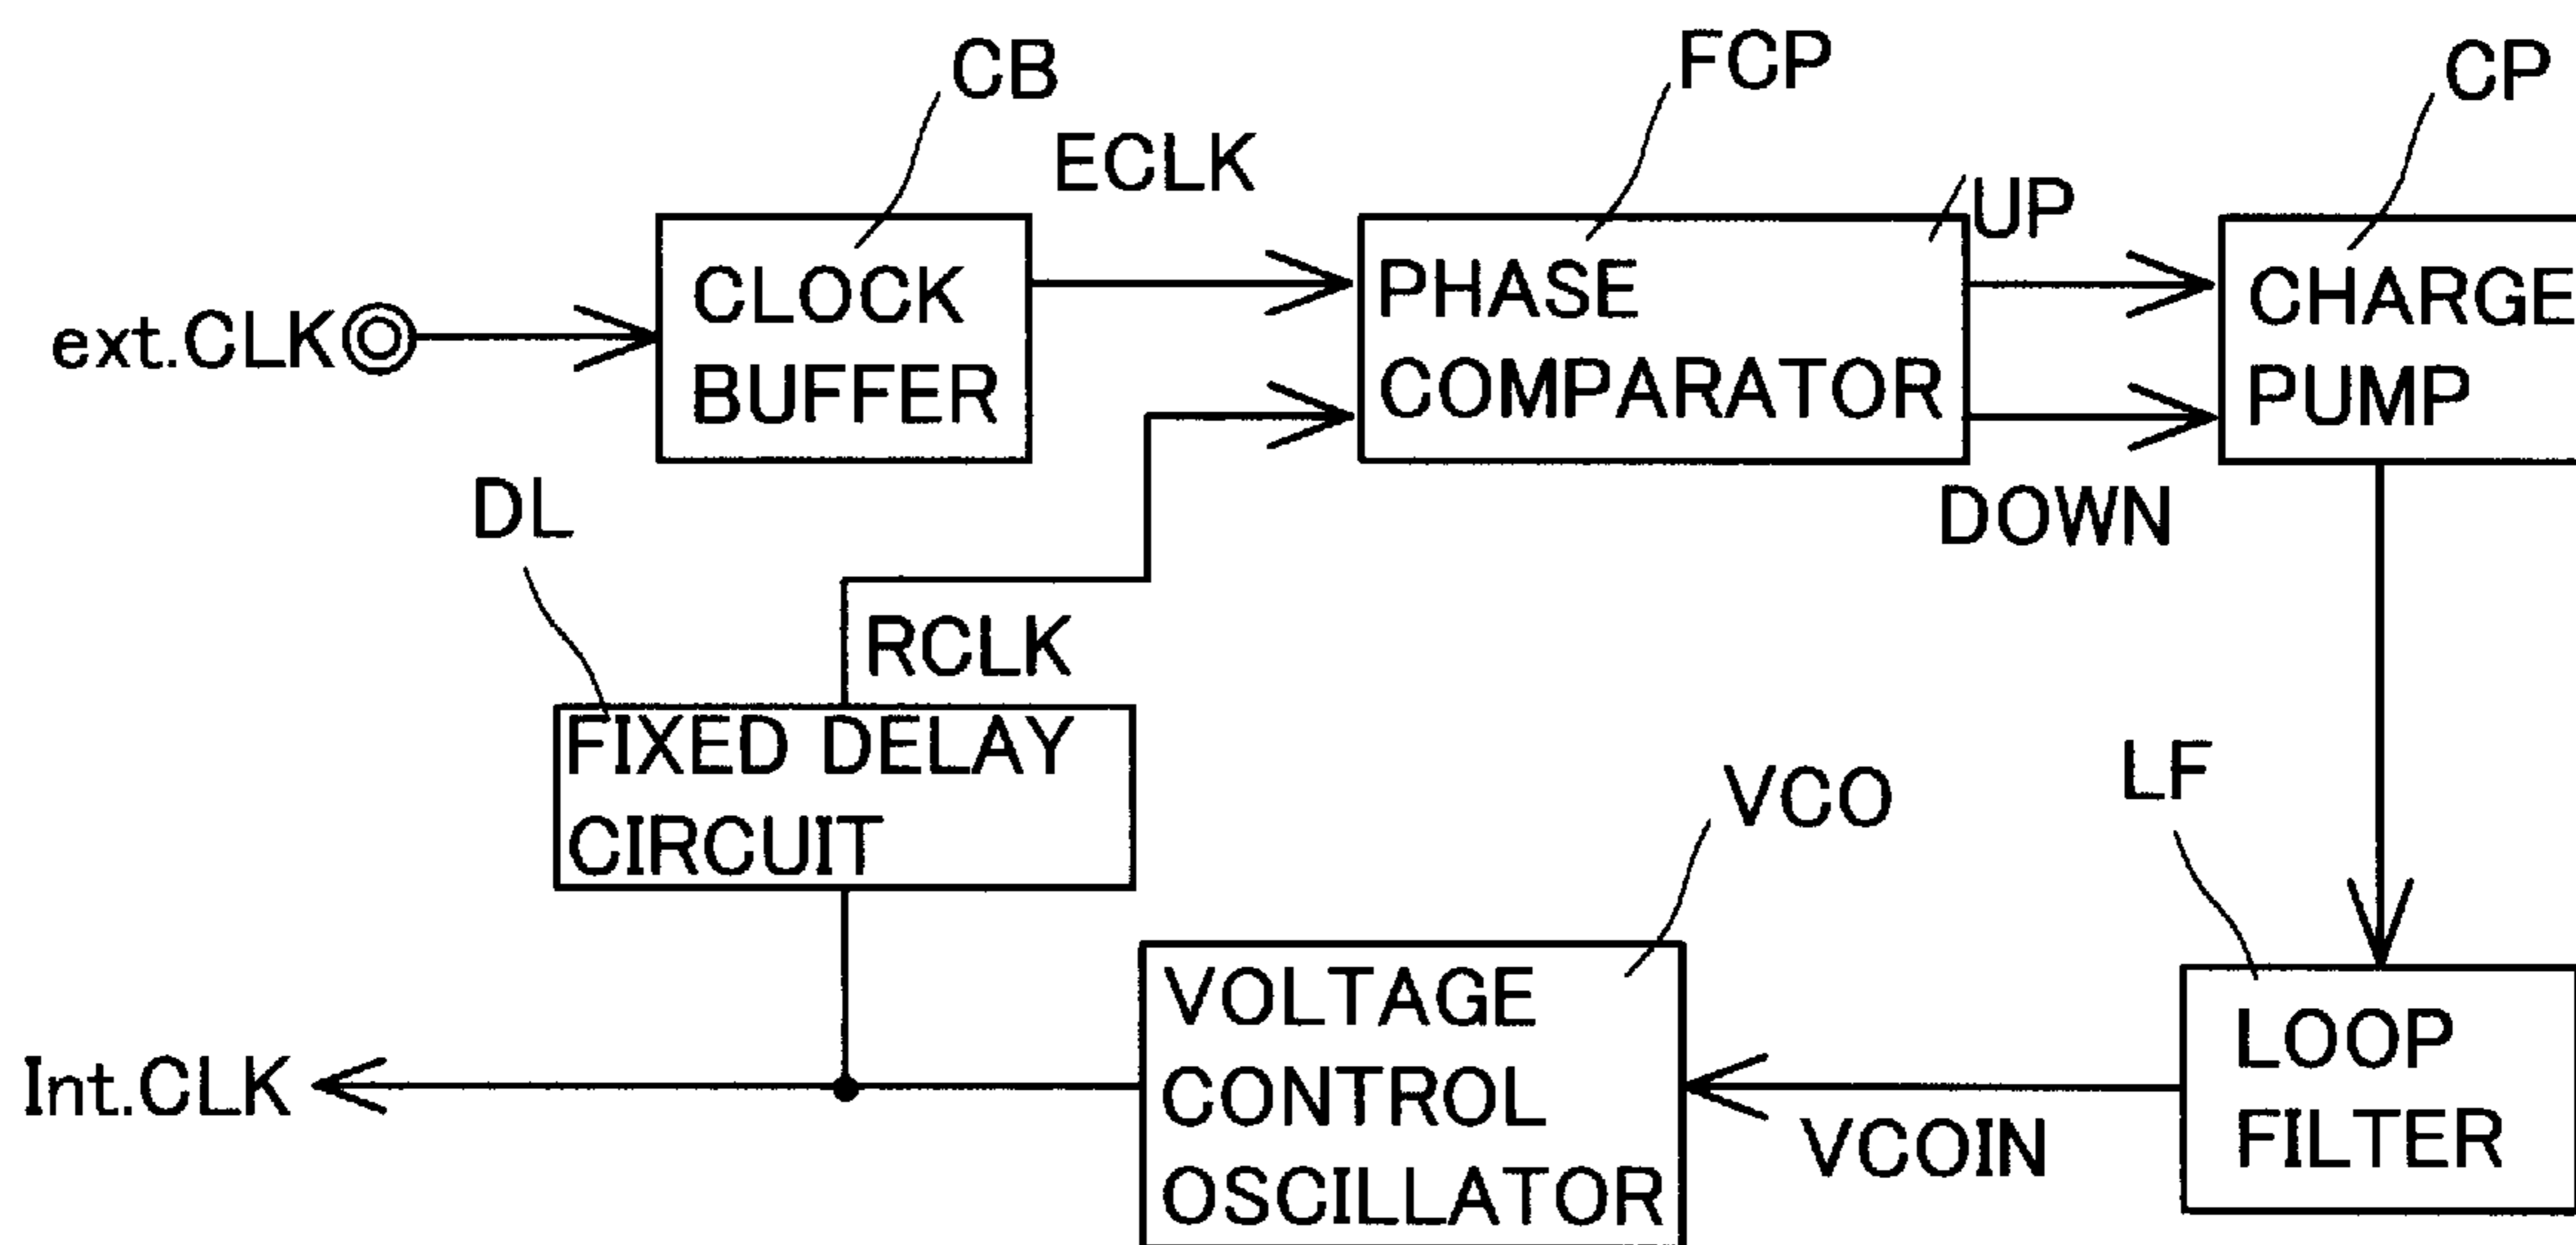 CB
FCP
CP
ECLK
UP
ext.CLK
CLOCK
BUFFER
PHASE
COMPARATOR
CHARGE
PUMP
DL
DOWN
RCLK
FIXED DELAY
CIRCUIT
VCO
LF
Int.CLK
VOLTAGE
CONTROL
OSCILLATOR
VCOIN
LOOP
FILTER